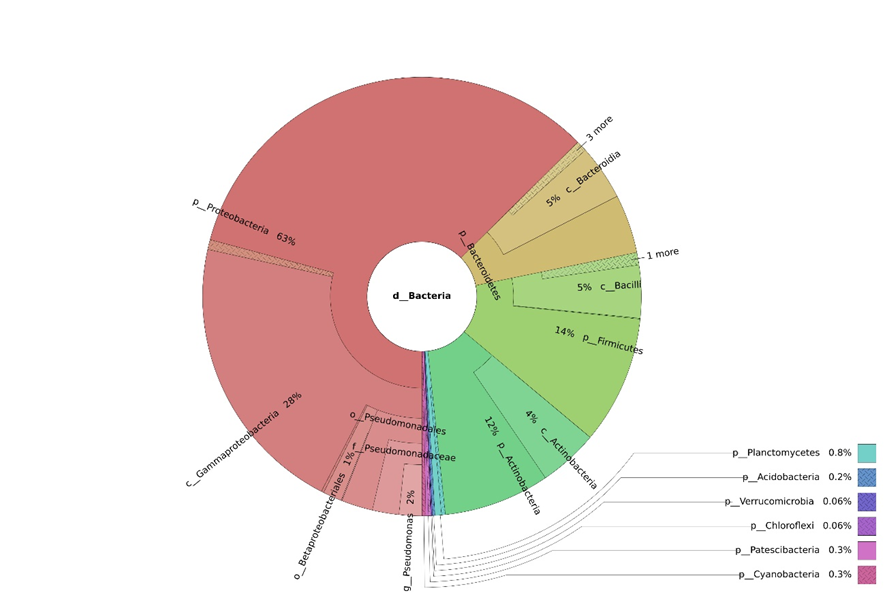 3 more
5% c__Bacteroidia
p__Proteobacteria 63%
p__Bacteroidetes
1 more
5% c__Bacilli
d__Bacteria
14% p__Firmicutes
c__Gammaproteobacteria 28%
o__Pseudomonadales
f__Pseudomonadaceae
o__Betaproteobacteriales 1%
g__Pseudomonas 2%
12% p__Actinobacteria
4% c__Actinobacteria
p__Planctomycetes 0.8%
p__Acidobacteria 0.2%
p__Verrucomicrobia 0.06%
p__Chloroflexi 0.06%
p__Patescibacteria 0.3%
p__Cyanobacteria 0.3%